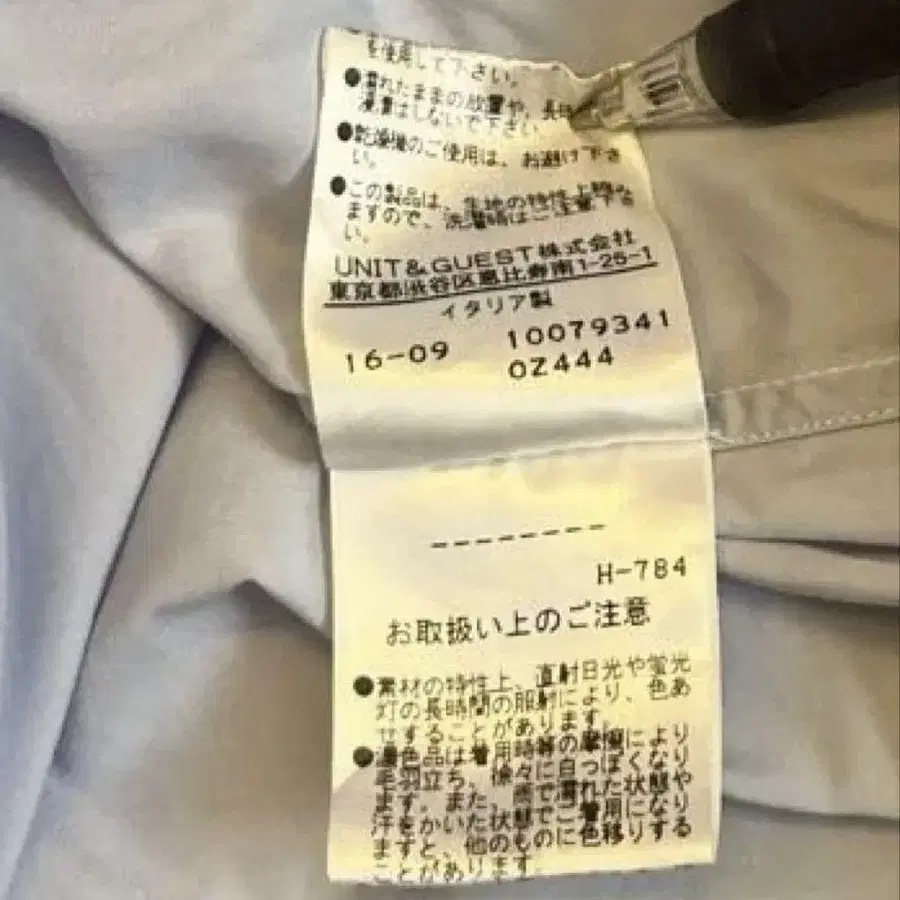 を使用して下さい。
●濡れたままの放置や、長時
浸漬はしないで下さい
●乾燥機のご使用は、お避け下さ
い。
●この製品は、生地の特性上縮み
ますので、洗濯時はご注意下さ
い。
UNIT&GUEST株式会社
東京都渋谷区恵比寿南1-25-1
イタリア製
16-09 10079341
0Z444
--------
H-784
お取扱い上のご注意
●素材の特性上、直射日光や蛍光
灯の長時間の照射により、色あ
せすることがあります。
●濃色品は着用時等の摩擦により
毛羽立ち、徐々に白っぽくなり
ます。また、雨で濡れた状態や
汗をかいた状態でご着用になり
ますと、他のものに色移りする
ことがあります。